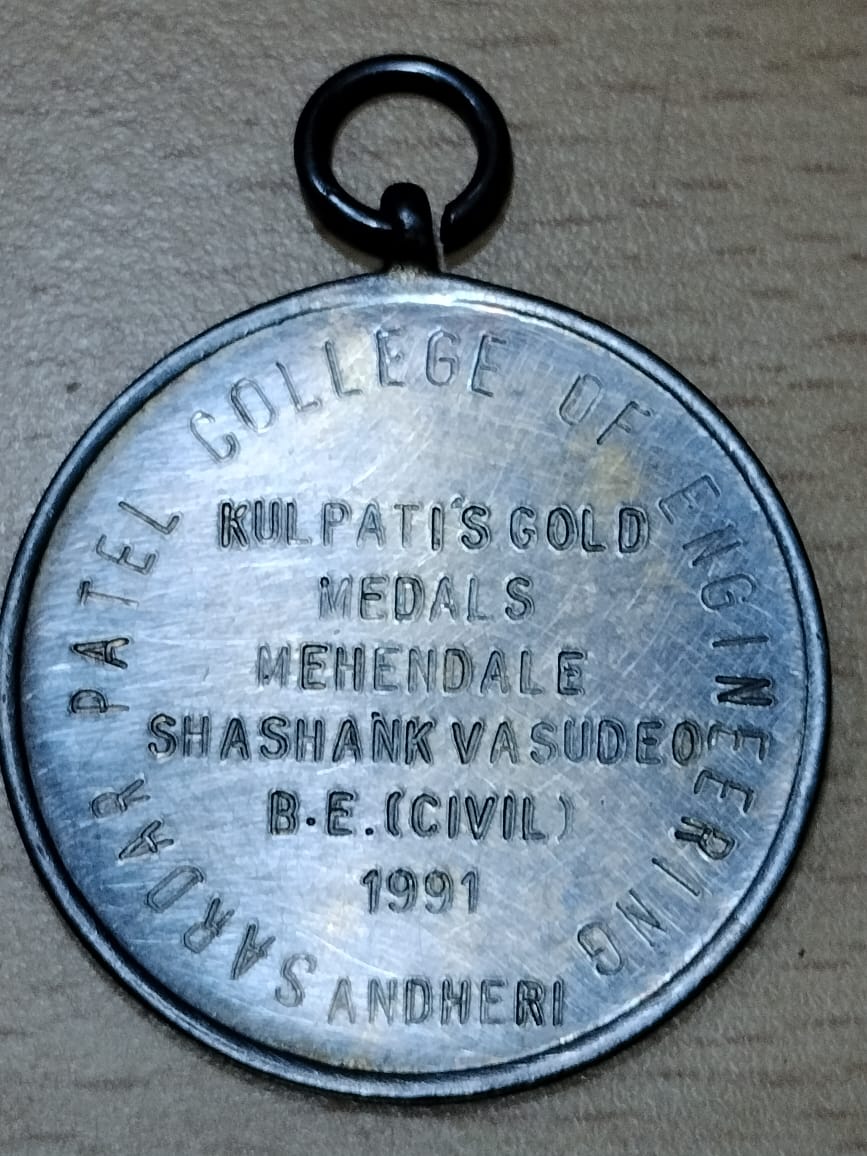 SARDAR PATEL COLLEGE OF ENGINEERING
KULPATI'S GOLD
MEDALS
MEHENDALE
SHASHANK VASUDEO
B.E.(CIVIL)
1991
ANDHERI